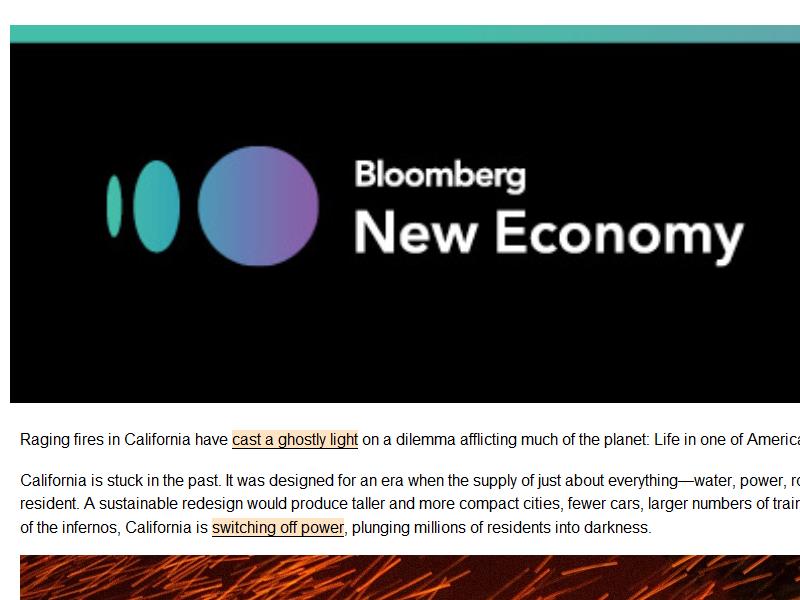 Bloomberg
New Economy
Raging fires in California have cast a ghostly light on a dilemma afflicting much of the planet: Life in one of
California is stuck in the past. It was designed for an era when the supply of just about everything—water, power,
resident. A sustainable redesign would produce taller and more compact cities, fewer cars, larger numbers of
of the infernos, California is switching off power, plunging millions of residents into darkness.